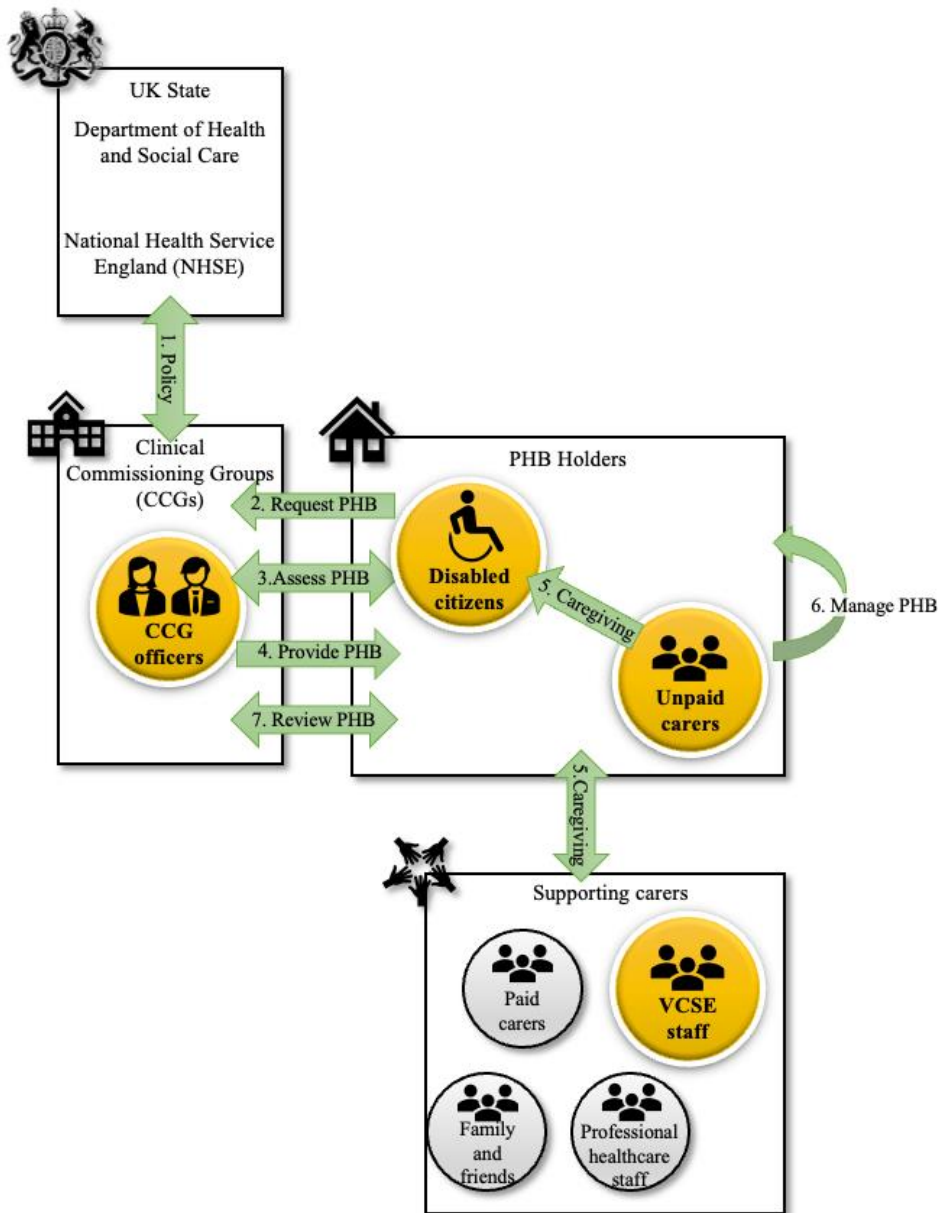 UK State
Department of Health
and Social Care
National Health Service
England (NHSE)
1. Policy
Clinical
Commissioning Groups
(CCGs)
CCG
officers
PHB Holders
2. Request PHB
3.Assess PHB
4. Provide PHB
7. Review PHB
Disabled
citizens
5. Caregiving
Unpaid
carers
6. Manage PHB
5.Caregiving
Supporting carers
Paid
carers
VCSE
staff
Family
and
friends
Professional
healthcare
staff